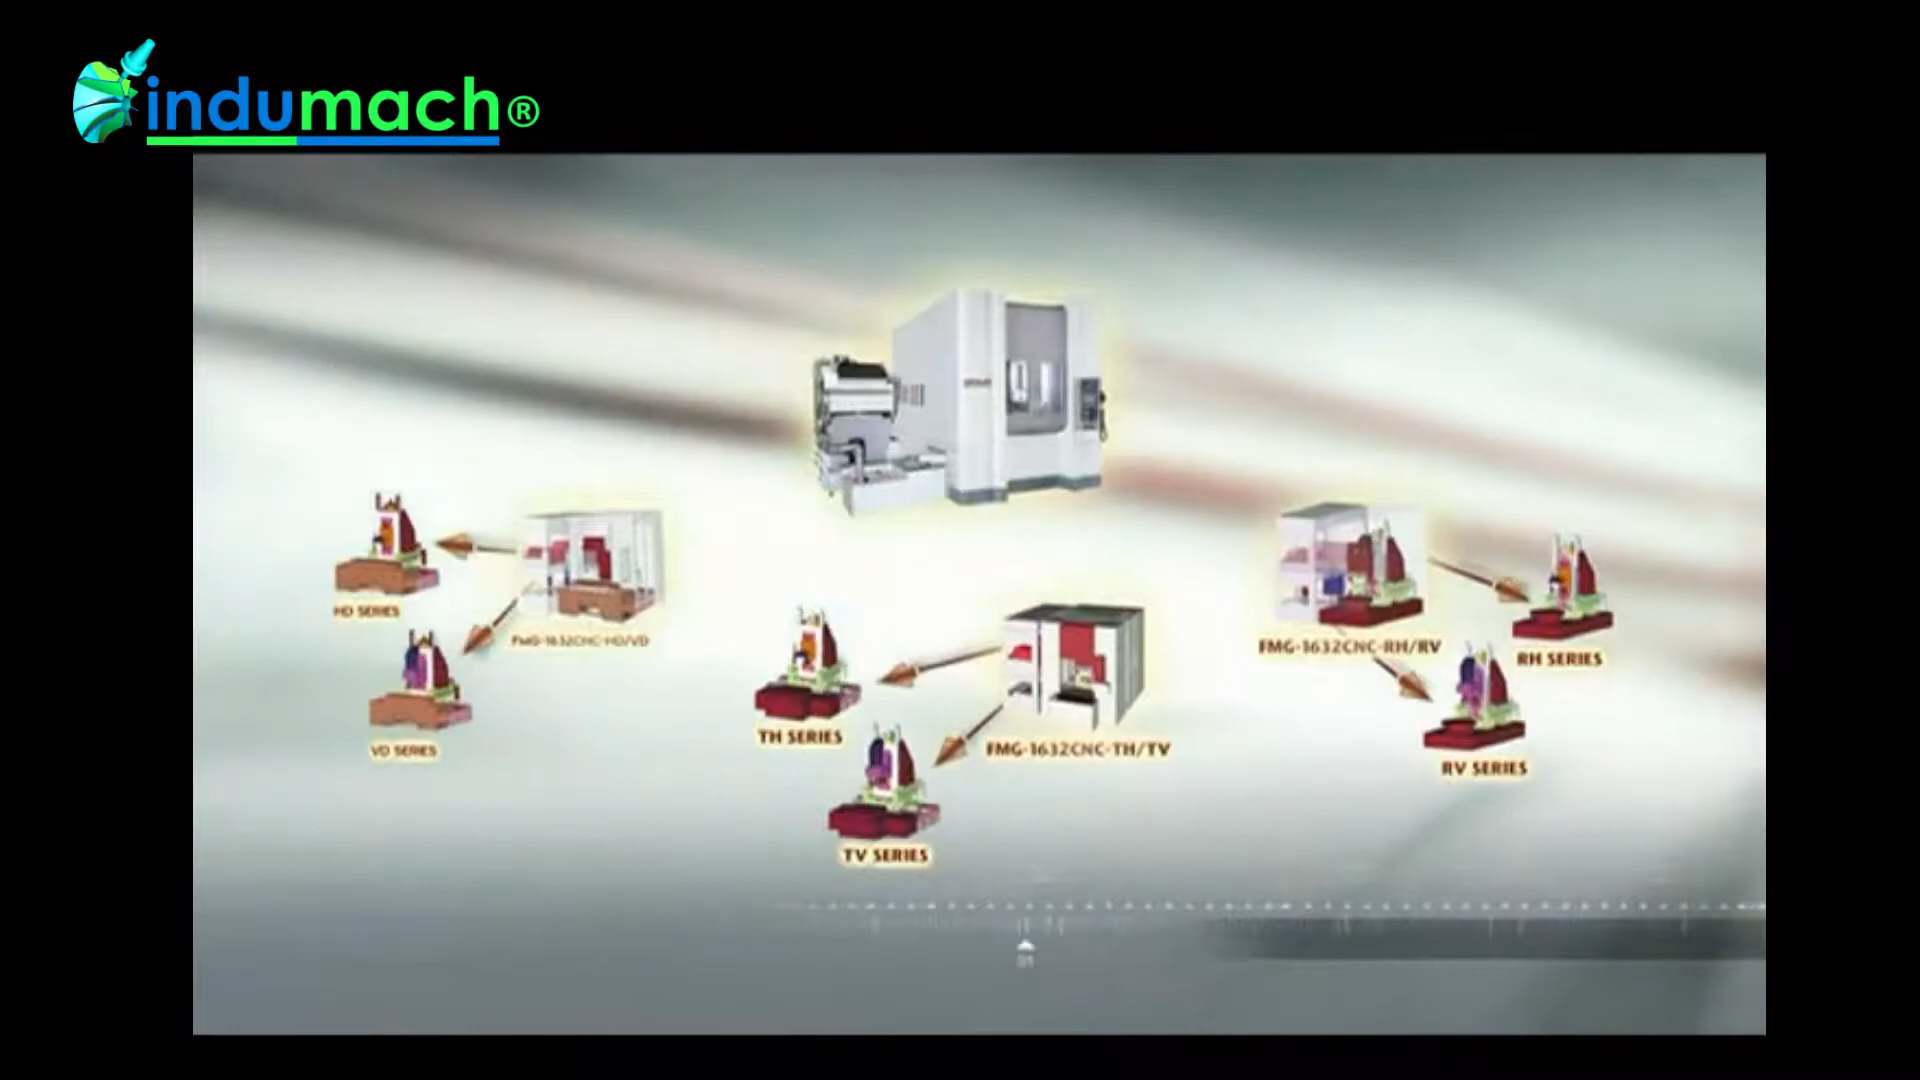 indumach®
HD SERIES
FMG-1632CNC-HD/VD
VD SERIES
TH SERIES
FMG-1632CNC-TH/TV
TV SERIES
FMG-1632CNC-RH/RV
RH SERIES
RV SERIES
01